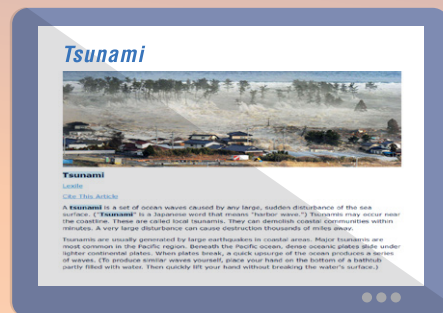 Tsunami
Tsunami
Lexile
Cite This Article
A tsunami is a set of ocean waves caused by any large, sudden disturbance of the sea
surface. ("Tsunami" is a Japanese word that means "harbor wave.") Tsunamis may occur near
the coastline. These are called local tsunamis. They can demolish coastal communities within
minutes. A very large disturbance can cause destruction thousands of miles away.
Tsunamis are usually generated by large earthquakes in coastal areas. Major tsunamis are
most common in the Pacific region. Beneath the Pacific ocean, dense oceanic plates slide under
lighter continental plates. When plates break, a quick upsurge of the ocean produces a series
of waves. (To produce similar waves yourself, place your hand on the bottom of a bathtub
partly filled with water. Then quickly lift your hand without breaking the water's surface.)